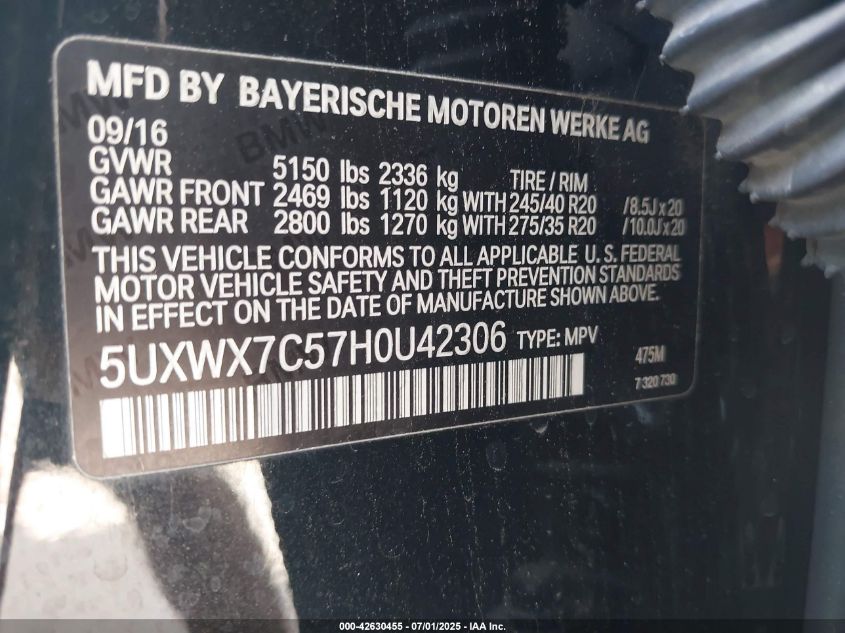 MFD BY BAYERISCHE MOTOREN WERKE AG
09/16
GVWR 5150 lbs 2336 kg TIRE / RIM
GAWR FRONT 2469 lbs 1120 kg WITH 245/40 R20 /8.5J x 20
GAWR REAR 2800 lbs 1270 kg WITH 275/35 R20 /10.0J x 20
THIS VEHICLE CONFORMS TO ALL APPLICABLE U. S. FEDERAL
MOTOR VEHICLE SAFETY AND THEFT PREVENTION STANDARDS
IN EFFECT ON THE DATE OF MANUFACTURE SHOWN ABOVE.
5UXWX7C57H0U42306 TYPE: MPV 475M
7 320 730
000-42630455 - 07/01/2025 - IAA Inc.